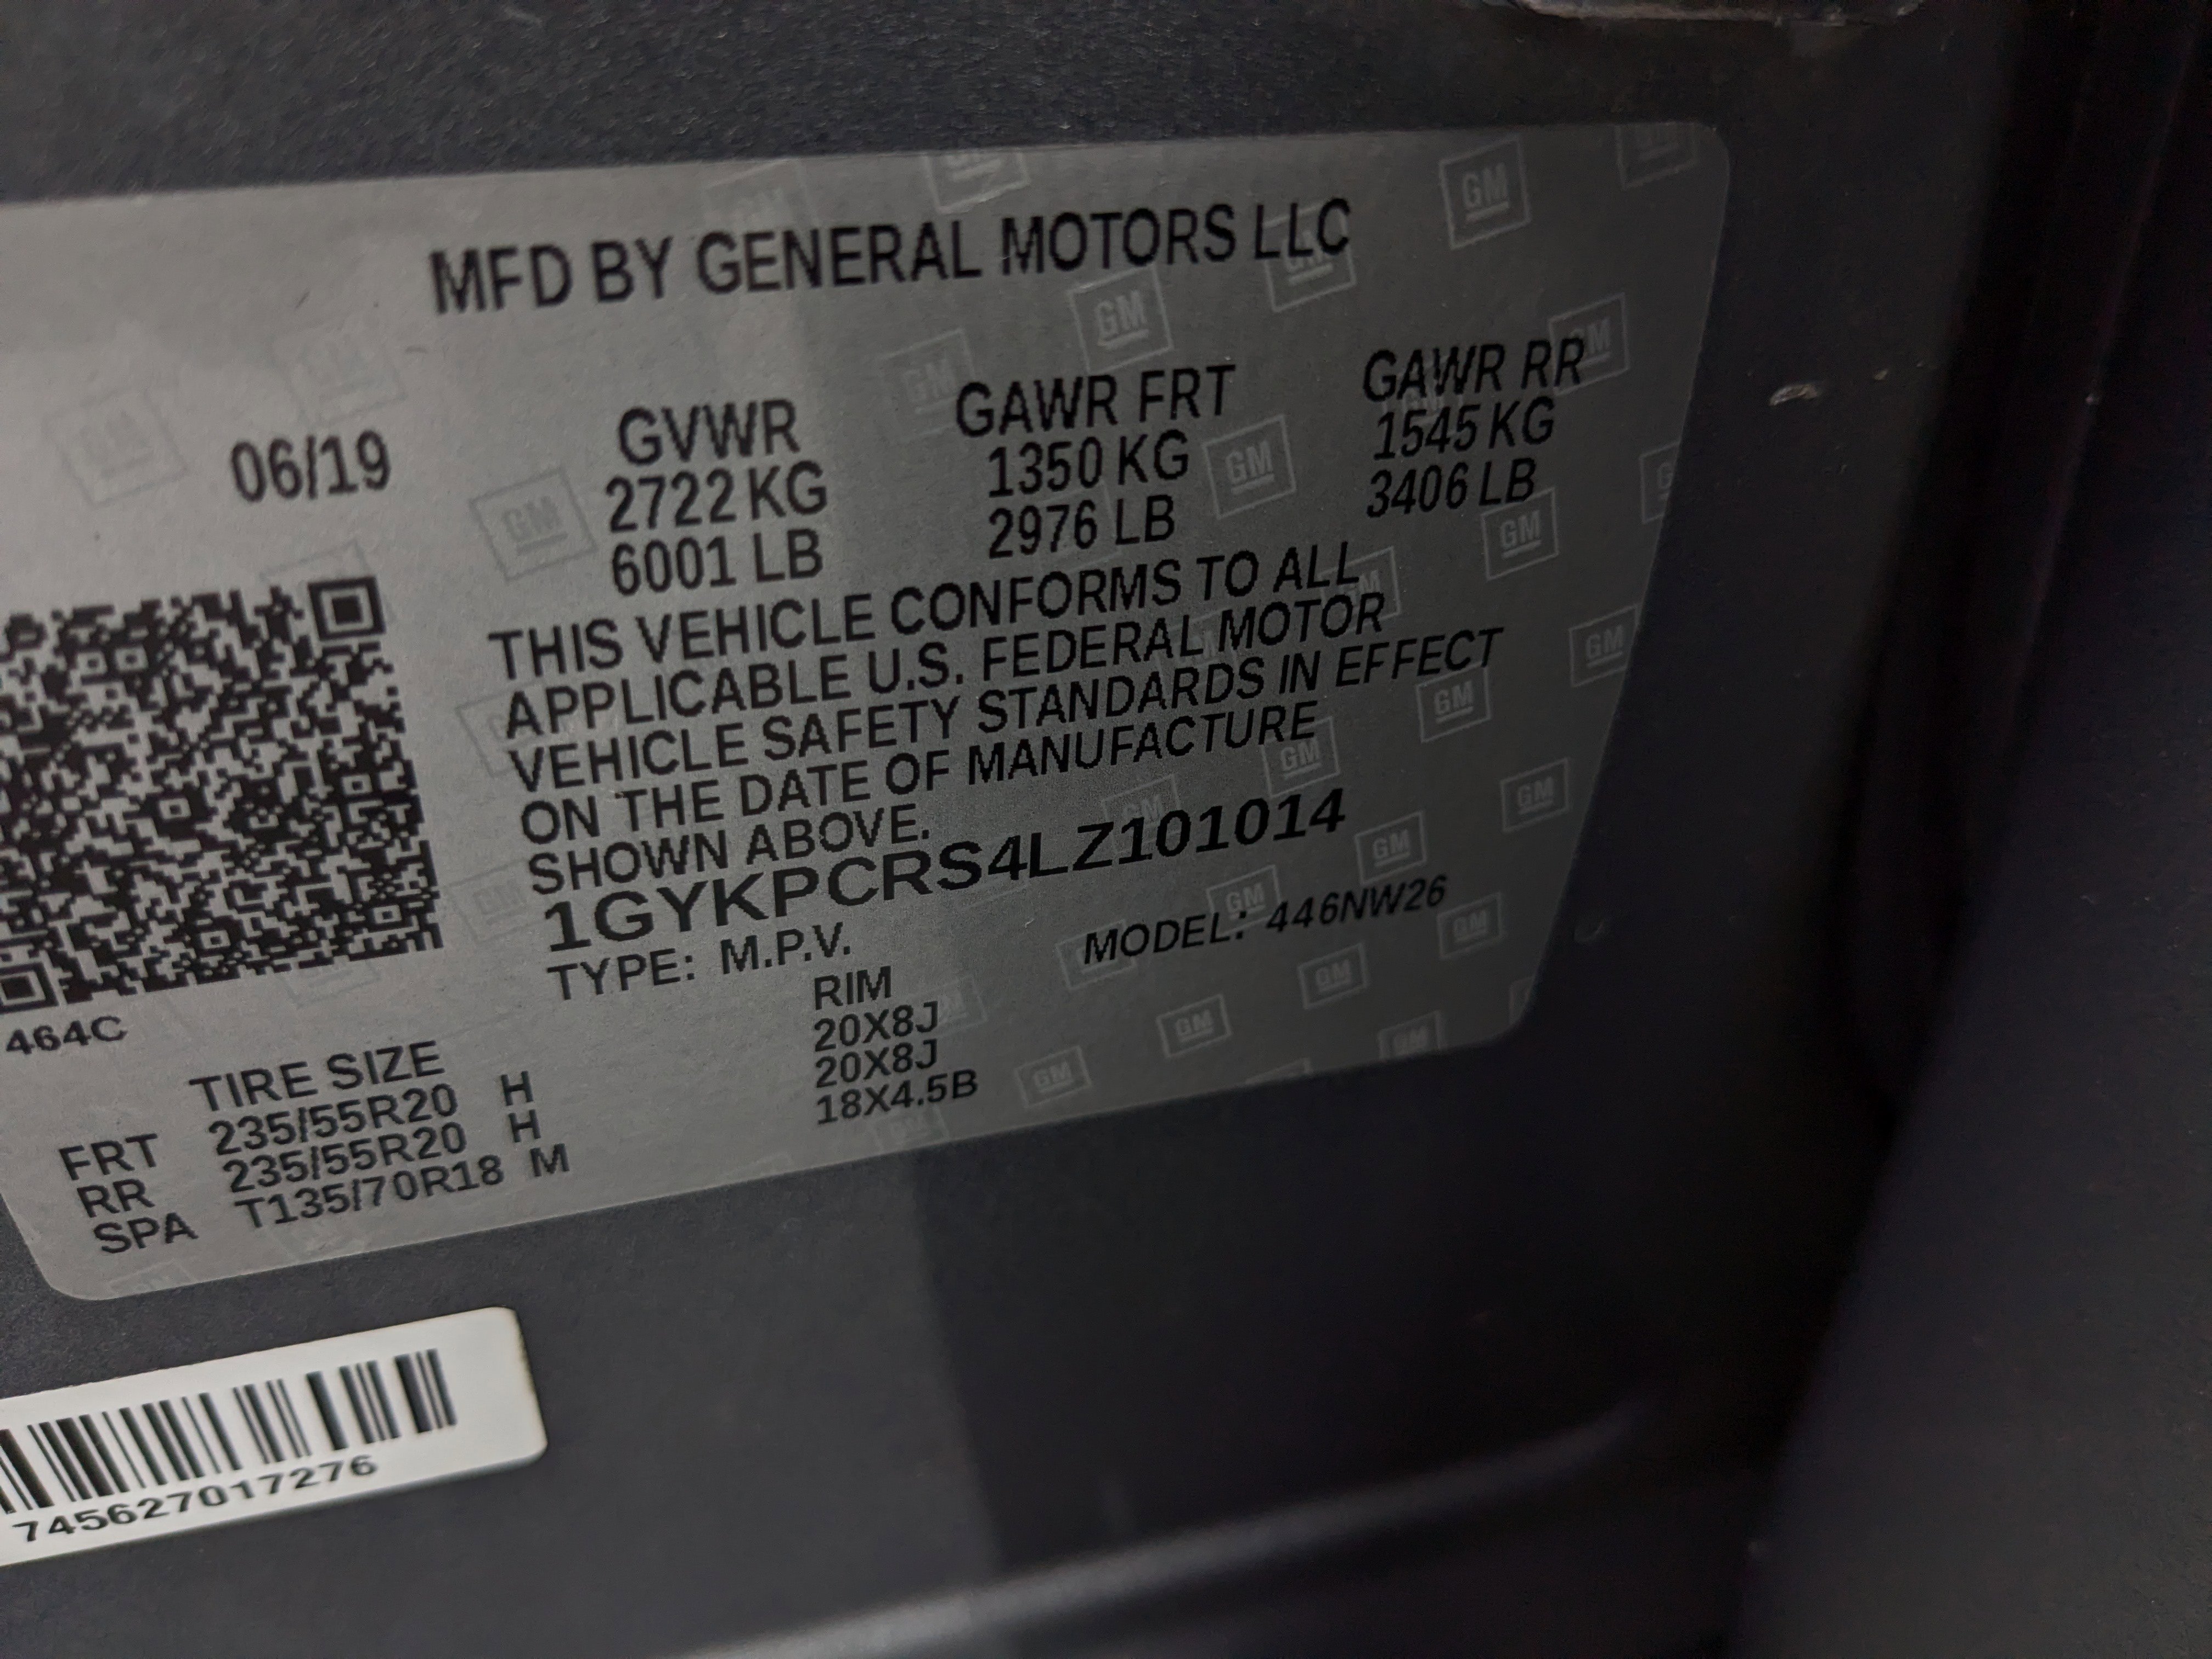 MFD BY GENERAL MOTORS LLC
06/19
GVWR GAWR FRT GAWR RR
2722 KG 1350 KG 1545 KG
6001 LB 2976 LB 3406 LB
THIS VEHICLE CONFORMS TO ALL
APPLICABLE U.S. FEDERAL MOTOR
VEHICLE SAFETY STANDARDS IN EFFECT
ON THE DATE OF MANUFACTURE
SHOWN ABOVE.
1GYKPCRS4LZ101014
TYPE: M.P.V. MODEL: 446NW26
464C
TIRE SIZE RIM
FRT 235/55R20 H 20X8J
RR 235/55R20 H 20X8J
SPA T135/70R18 M 18X4.5B
745627017276
GM